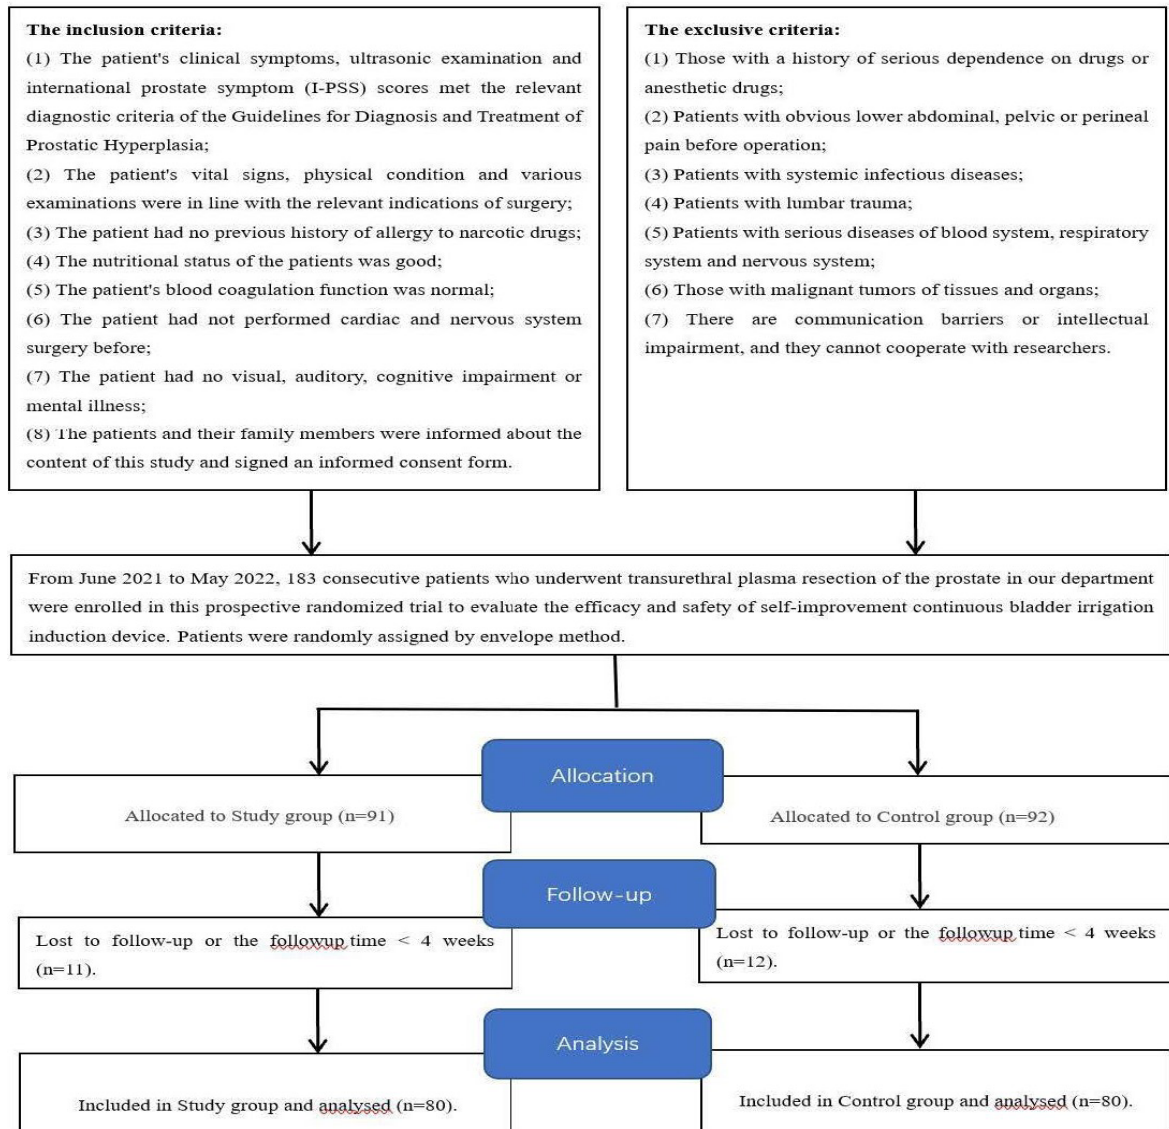 The inclusion criteria:
(1) The patient's clinical symptoms, ultrasonic examination and
international prostate symptom (I-PSS) scores met the relevant
diagnostic criteria of the Guidelines for Diagnosis and Treatment of
Prostatic Hyperplasia;
(2) The patient's vital signs, physical condition and various
examinations were in line with the relevant indications of surgery;
(3) The patient had no previous history of allergy to narcotic drugs;
(4) The nutritional status of the patients was good;
(5) The patient's blood coagulation function was normal;
(6) The patient had not performed cardiac and nervous system
surgery before;
(7) The patient had no visual, auditory, cognitive impairment or
mental illness;
(8) The patients and their family members were informed about the
content of this study and signed an informed consent form.
The exclusive criteria:
(1) Those with a history of serious dependence on drugs or
anesthetic drugs;
(2) Patients with obvious lower abdominal, pelvic or perineal
pain before operation;
(3) Patients with systemic infectious diseases;
(4) Patients with lumbar trauma;
(5) Patients with serious diseases of blood system, respiratory
system and nervous system;
(6) Those with malignant tumors of tissues and organs;
(7) There are communication barriers or intellectual
impairment, and they cannot cooperate with researchers.
From June 2021 to May 2022, 183 consecutive patients who underwent transurethral plasma resection of the prostate in our department
were enrolled in this prospective randomized trial to evaluate the efficacy and safety of self-improvement continuous bladder irrigation
induction device. Patients were randomly assigned by envelope method.
Allocation
Allocated to Study group (n=91)
Allocated to Control group (n=92)
Follow-up
Lost to follow-up or the followup time < 4 weeks
(n=11).
Lost to follow-up or the followup time < 4 weeks
(n=12).
Analysis
Included in Study group and analysed (n=80).
Included in Control group and analysed (n=80).